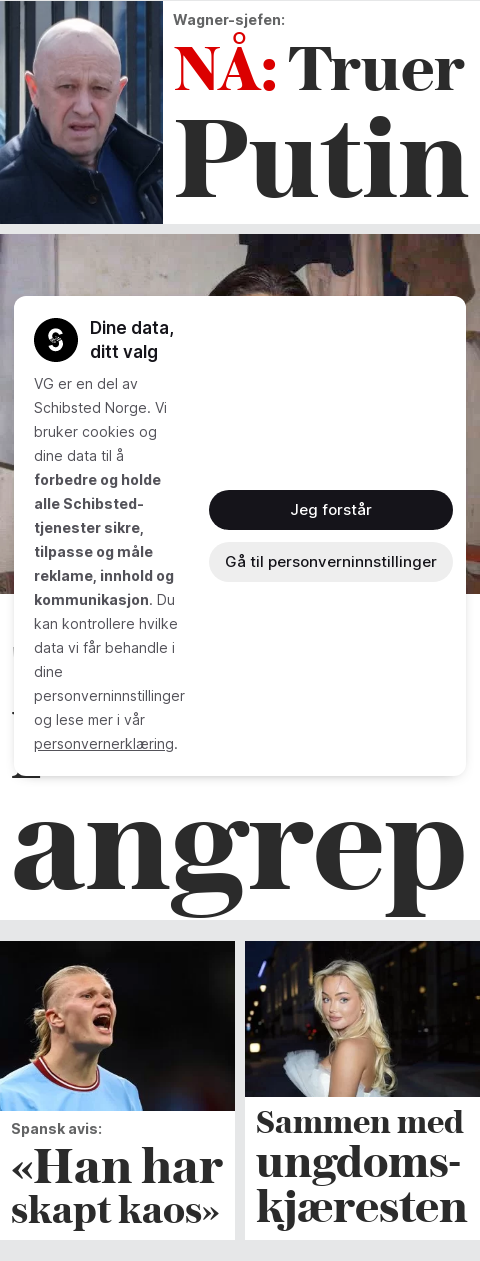 Wagner-sjefen:
NÅ: Truer
Putin
Dine data,
ditt valg
VG er en del av
Schibsted Norge. Vi
bruker cookies og
dine data til å
forbedre og holde
alle Schibsted-
tjenester sikre,
tilpasse og måle
reklame, innhold og
kommunikasjon. Du
kan kontrollere hvilke
data vi får behandle i
dine
personverninnstillinger
og lese mer i vår
personvernerklæring.
Jeg forstår
Gå til personverninnstillinger
angrep
Spansk avis:
«Han har
skapt kaos»
Sammen med
ungdoms-
kjæresten